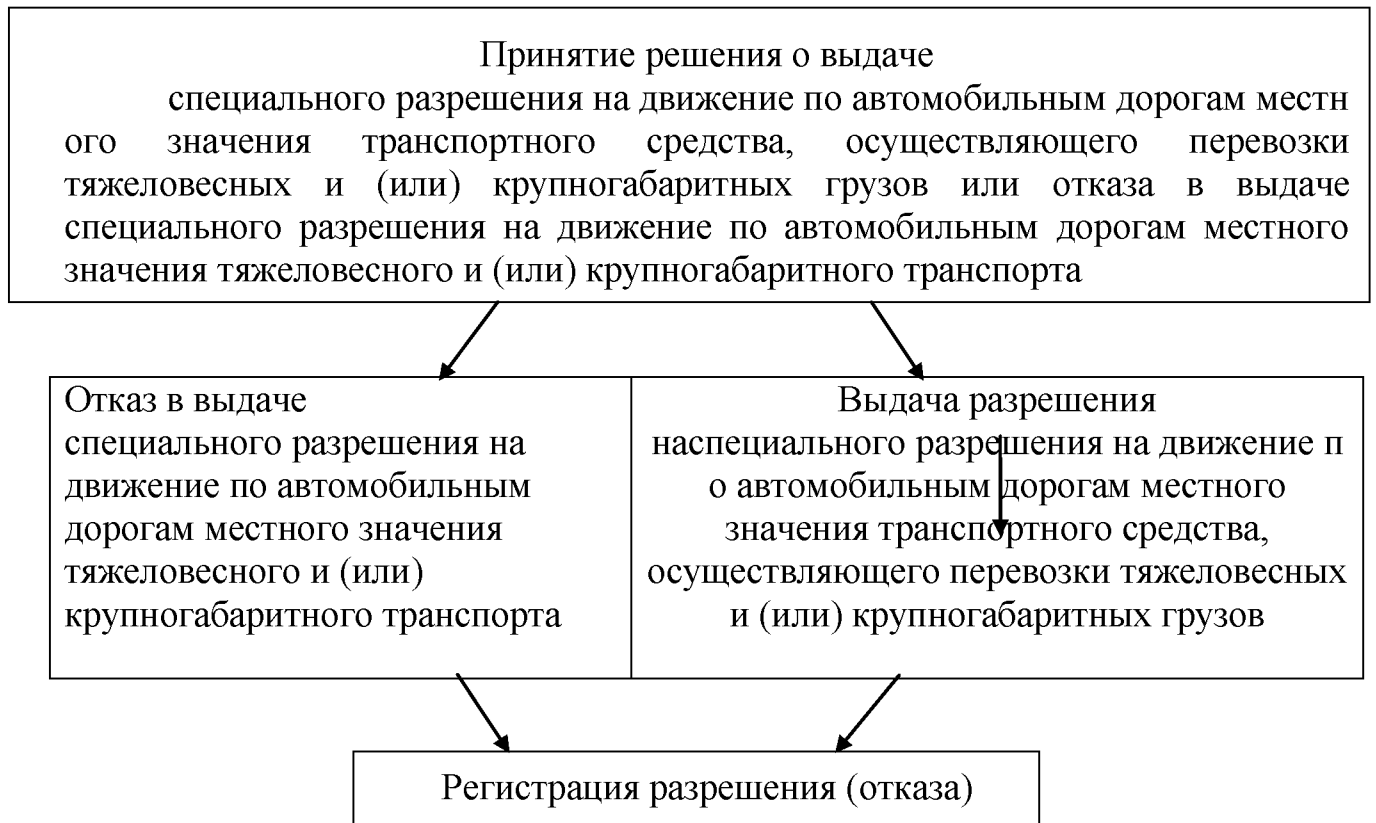 Принятие решения о выдаче
специального разрешения на движение по автомобильным дорогам местн
ого значения транспортного средства, осуществляющего перевозки
тяжеловесных и (или) крупногабаритных грузов или отказа в выдаче
специального разрешения на движение по автомобильным дорогам местного
значения тяжеловесного и (или) крупногабаритного транспорта
Отказ в выдаче
специального разрешения на
движение по автомобильным
дорогам местного значения
тяжеловесного и (или)
крупногабаритного транспорта
Выдача разрешения
наспециального разрешения на движение п
о автомобильным дорогам местного
значения транспортного средства,
осуществляющего перевозки тяжеловесных
и (или) крупногабаритных грузов
Регистрация разрешения (отказа)